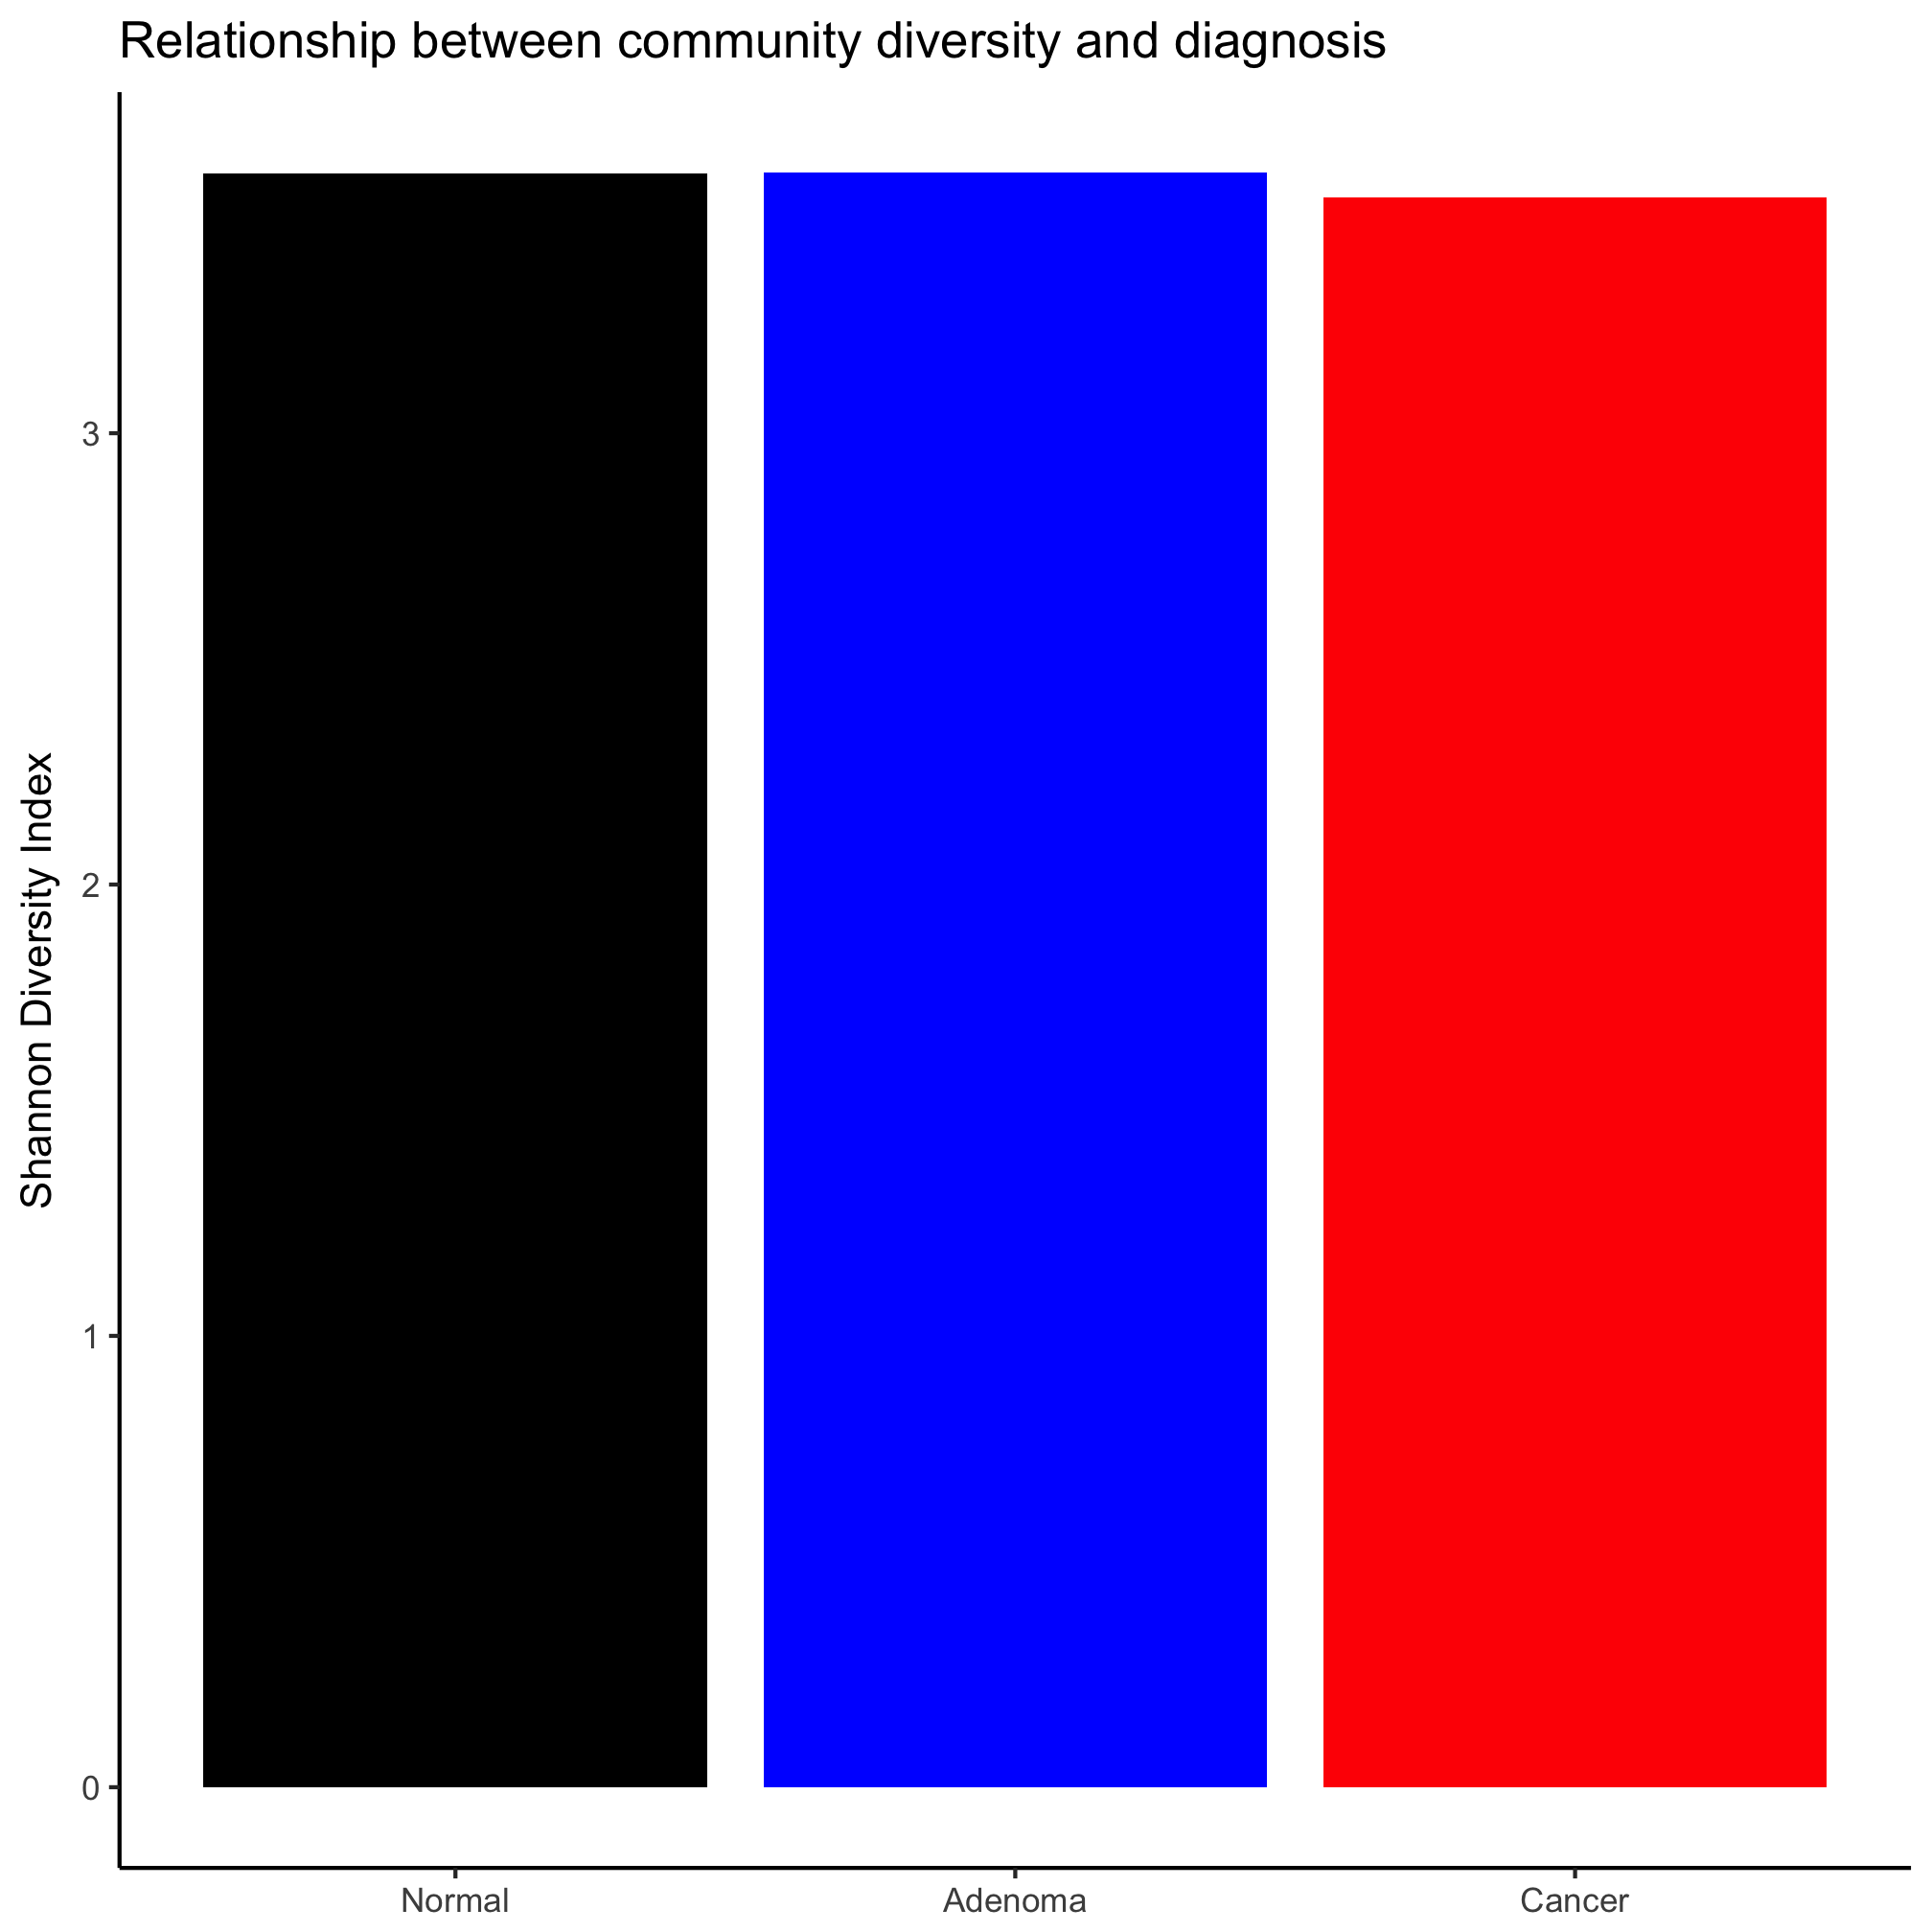 Relationship between community diversity and diagnosis
Shannon Diversity Index
3
2
1
0
Normal
Adenoma
Cancer